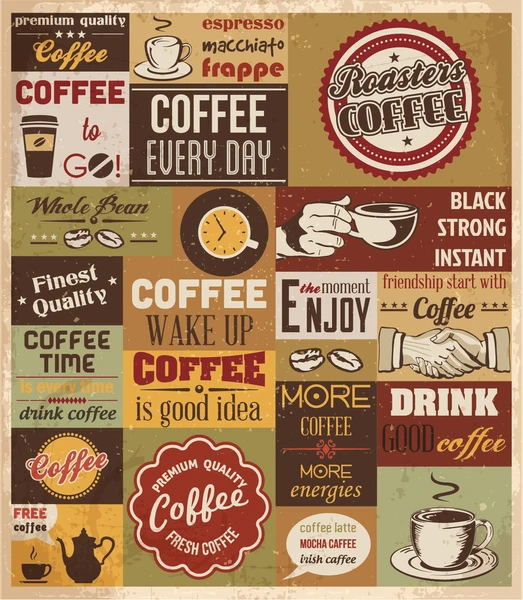 premium quality
Coffee
espresso
macchiato
frappe
Roasters
COFFEE
COFFEE
to
GO!
COFFEE
EVERY DAY
Whole Bean
BLACK
STRONG
INSTANT
Finest
Quality
COFFEE
WAKE UP
the moment
ENJOY
friendship start with
Coffee
COFFEE
TIME
is every time
drink coffee
COFFEE
is good idea
MORE
COFFEE
MORE
energies
DRINK
GOOD coffee
Coffee
PREMIUM QUALITY
Coffee
FRESH COFFEE
FREE
coffee
coffee latte
MOCHA CAFFEE
irish caffee